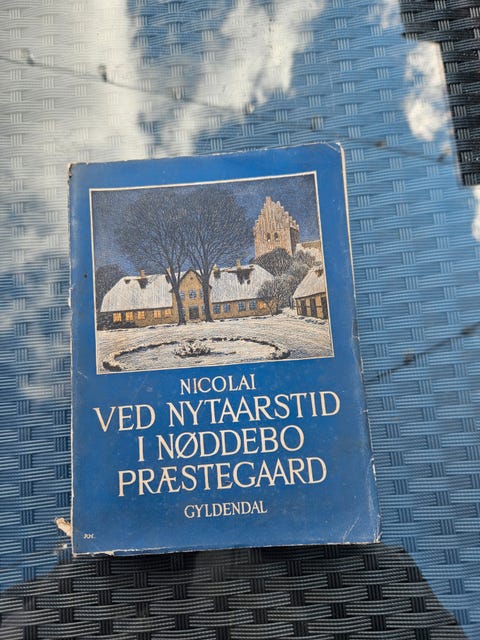 NICOLAI
VED NYTAARSTID
I NØDDEBO
PRÆSTEGAARD
GYLDENDAL